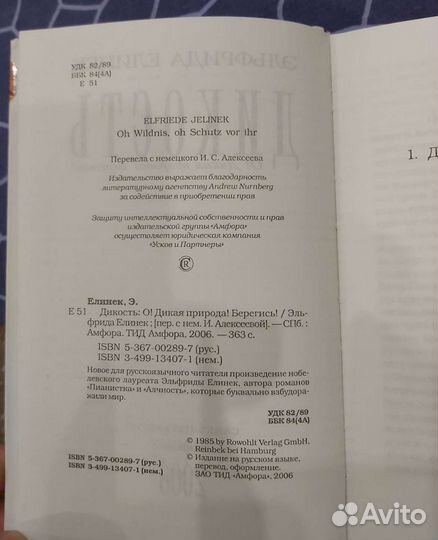 УДК 82/89
ББК 84(4А)
Е 51
ELFRIEDE JELINEK
Oh Wildnis, oh Schutz vor ihr
Перевела с немецкого И. С. Алексеева
Издательство выражает благодарность
литературному агентству Andrew Nurnberg
за содействие в приобретении прав
Защиту интеллектуальной собственности и прав
издательской группы «Амфора»
осуществляет юридическая компания
«Усков и Партнеры»
®
Елинек, Э.
Е 51 Дикость: О! Дикая природа! Берегись! / Эль-
фрида Елинек ; [пер. с нем. И. Алексеевой]. — СПб. :
Амфора. ТИД Амфора, 2006. — 363 с.
ISBN 5-367-00289-7 (рус.)
ISBN 3-499-13407-1 (нем.)
Новое для русскоязычного читателя произведение нобе-
левского лауреата Эльфриды Елинек, автора романов
«Пианистка» и «Алчность», которые буквально взбудора-
жили мир.
УДК 82/89
ББК 84(4А)
© 1985 by Rowohlt Verlag GmbH,
Reinbek bei Hamburg
© Издание на русском языке,
перевод, оформление.
ЗАО ТИД «Амфора», 2006
ISBN 5-367-00289-7 (рус.)
ISBN 3-499-13407-1 (нем.)
1. Д
Avito